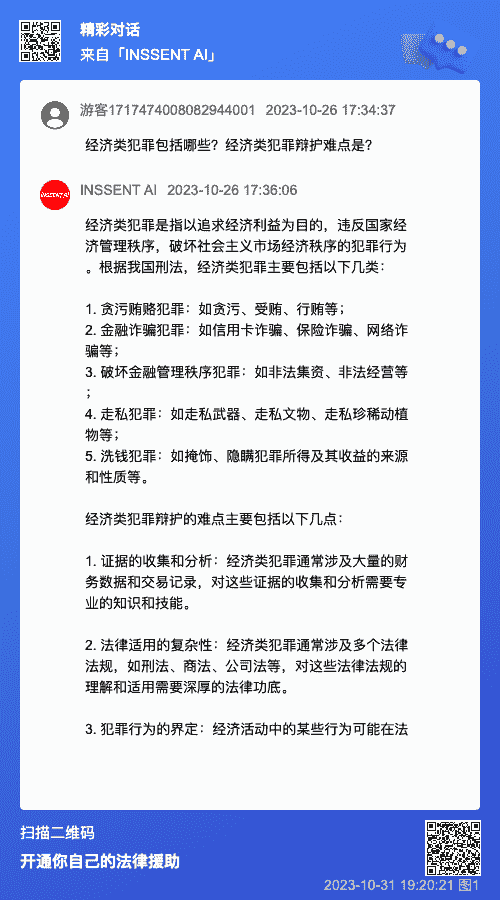 精彩对话
来自「INSSENT AI」
游客1717474008082944001 2023-10-26 17:34:37
经济类犯罪包括哪些？经济类犯罪辩护难点是？
INSSENT AI
INSSENT AI 2023-10-26 17:36:06
经济类犯罪是指以追求经济利益为目的，违反国家经
济管理秩序，破坏社会主义市场经济秩序的犯罪行为
。根据我国刑法，经济类犯罪主要包括以下几类：
1. 贪污贿赂犯罪：如贪污、受贿、行贿等；
2. 金融诈骗犯罪：如信用卡诈骗、保险诈骗、网络诈
骗等；
3. 破坏金融管理秩序犯罪：如非法集资、非法经营等
；
4. 走私犯罪：如走私武器、走私文物、走私珍稀动植
物等；
5. 洗钱犯罪：如掩饰、隐瞒犯罪所得及其收益的来源
和性质等。
经济类犯罪辩护的难点主要包括以下几点：
1. 证据的收集和分析：经济类犯罪通常涉及大量的财
务数据和交易记录，对这些证据的收集和分析需要专
业的知识和技能。
2. 法律适用的复杂性：经济类犯罪通常涉及多个法律
法规，如刑法、商法、公司法等，对这些法律法规的
理解和适用需要深厚的法律功底。
3. 犯罪行为的界定：经济活动中的某些行为可能在法
扫描二维码
开通你自己的法律援助
2023-10-31 19:20:21 图1